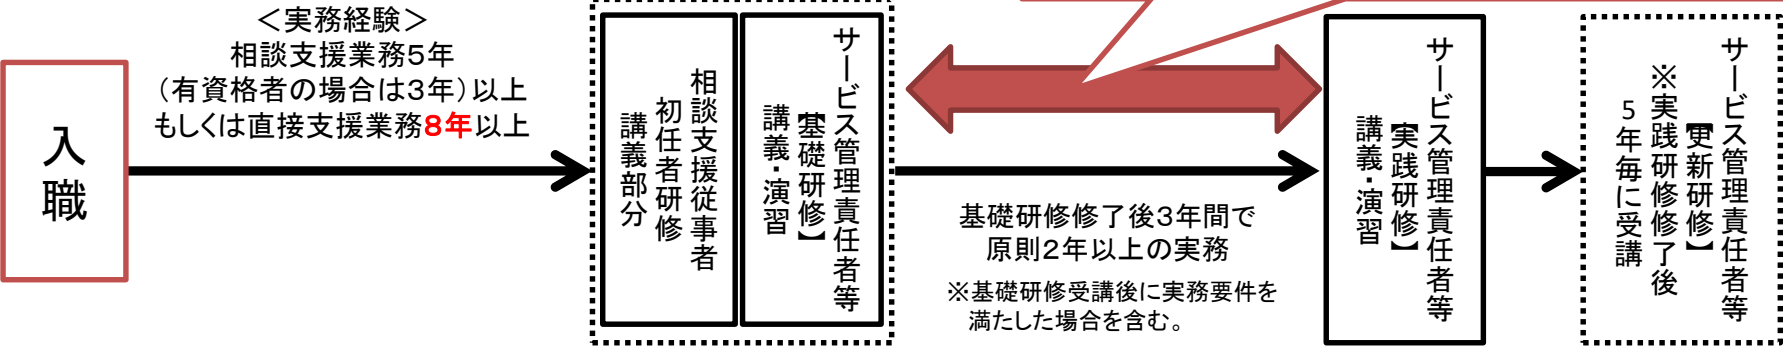 入職
＜実務経験＞
相談支援業務５年
（有資格者の場合は３年）以上
もしくは直接支援業務８年以上
相談支援従事者
初任者研修
講義部分
サービス管理責任者等
【基礎研修】
講義・演習
基礎研修修了後３年間で
原則２年以上の実務
※基礎研修受講後に実務要件を
満たした場合を含む。
サービス管理責任者等
【実践研修】
講義・演習
サービス管理責任者等
【更新研修】
※実践研修修了後
５年毎に受講